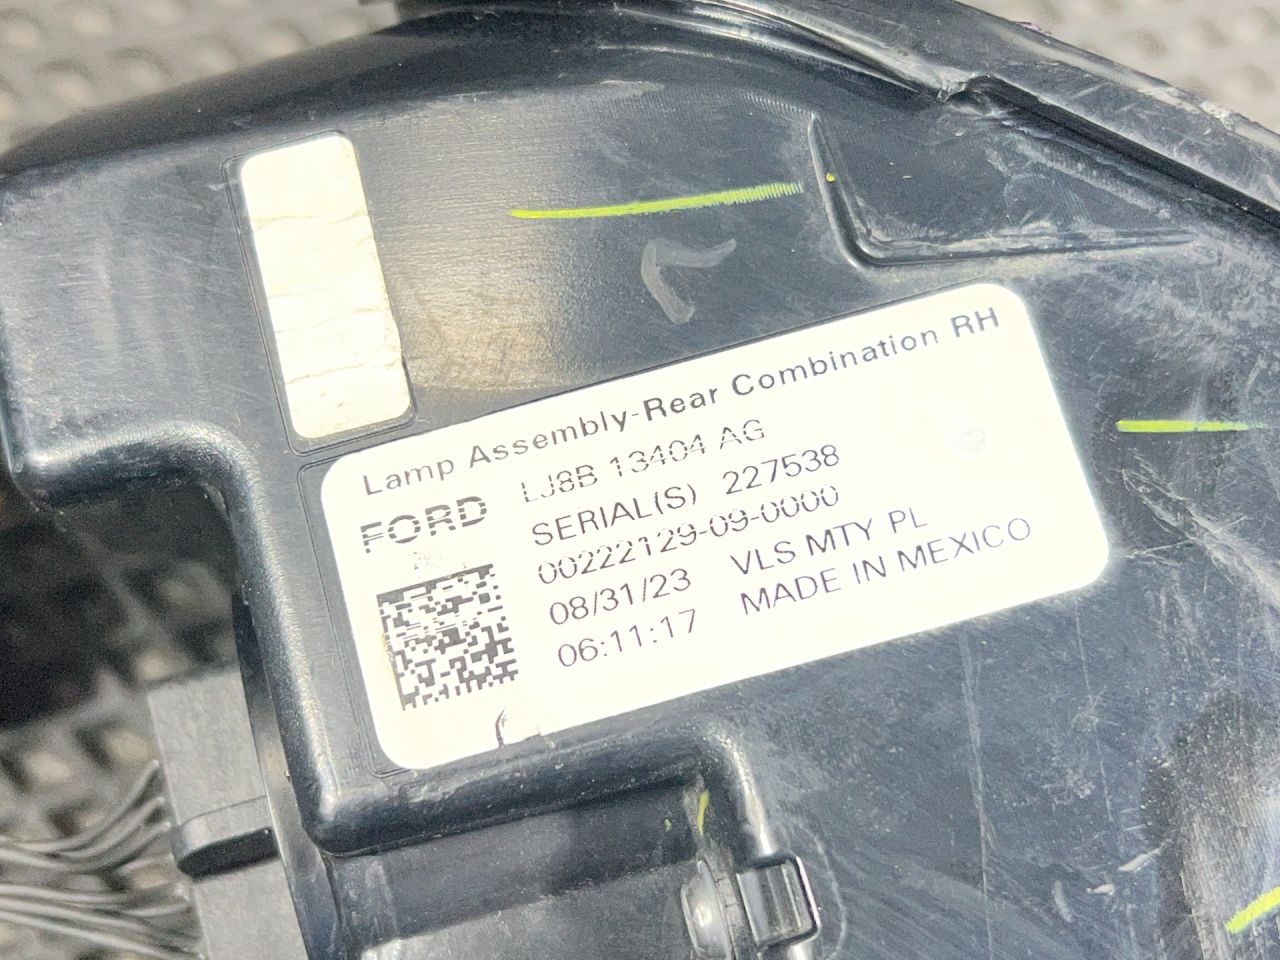 Lamp Assembly-Rear Combination RH
FORD LJ8B 13404 AG
SERIAL(S) 227538
00222129-09-0000
08/31/23 VLS MTY PL
06:11:17 MADE IN MEXICO